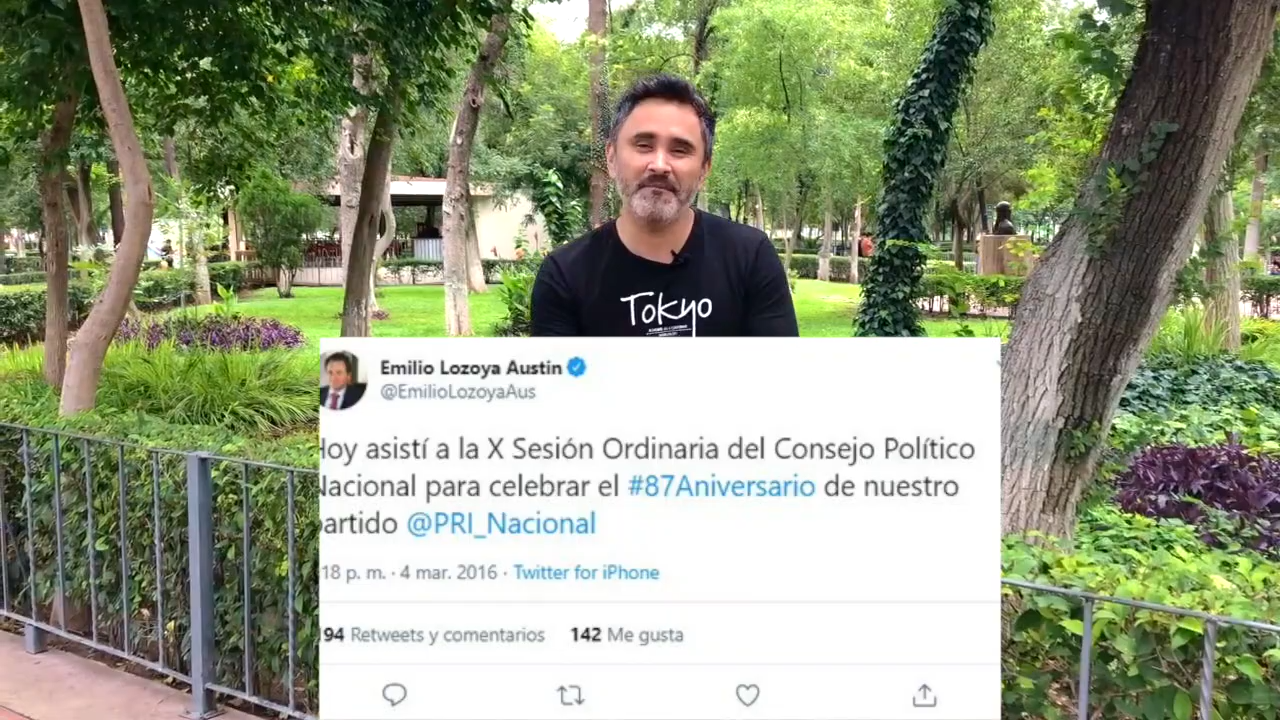 Tokyo
Emilio Lozoya Austin
@EmilioLozoyaAus
Hoy asistí a la X Sesión Ordinaria del Consejo Político
Nacional para celebrar el #87Aniversario de nuestro
partido @PRI_Nacional
18 p. m. · 4 mar. 2016 · Twitter for iPhone
94 Retweets y comentarios 142 Me gusta